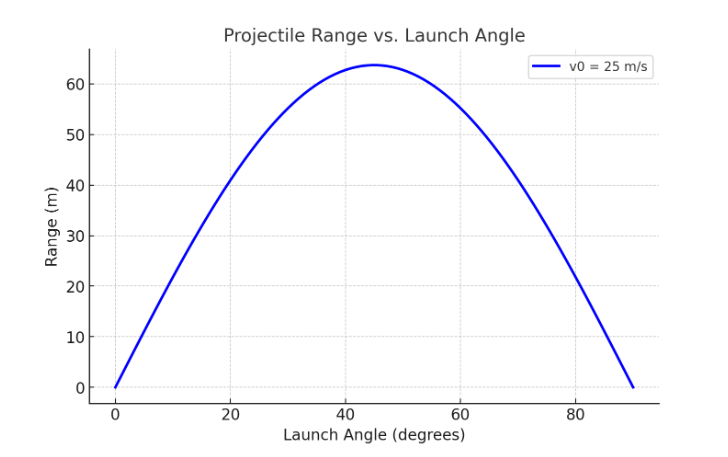 Projectile Range vs. Launch Angle
v0 = 25 m/s
Range (m)
60
50
40
30
20
10
0
0 20 40 60 80
Launch Angle (degrees)